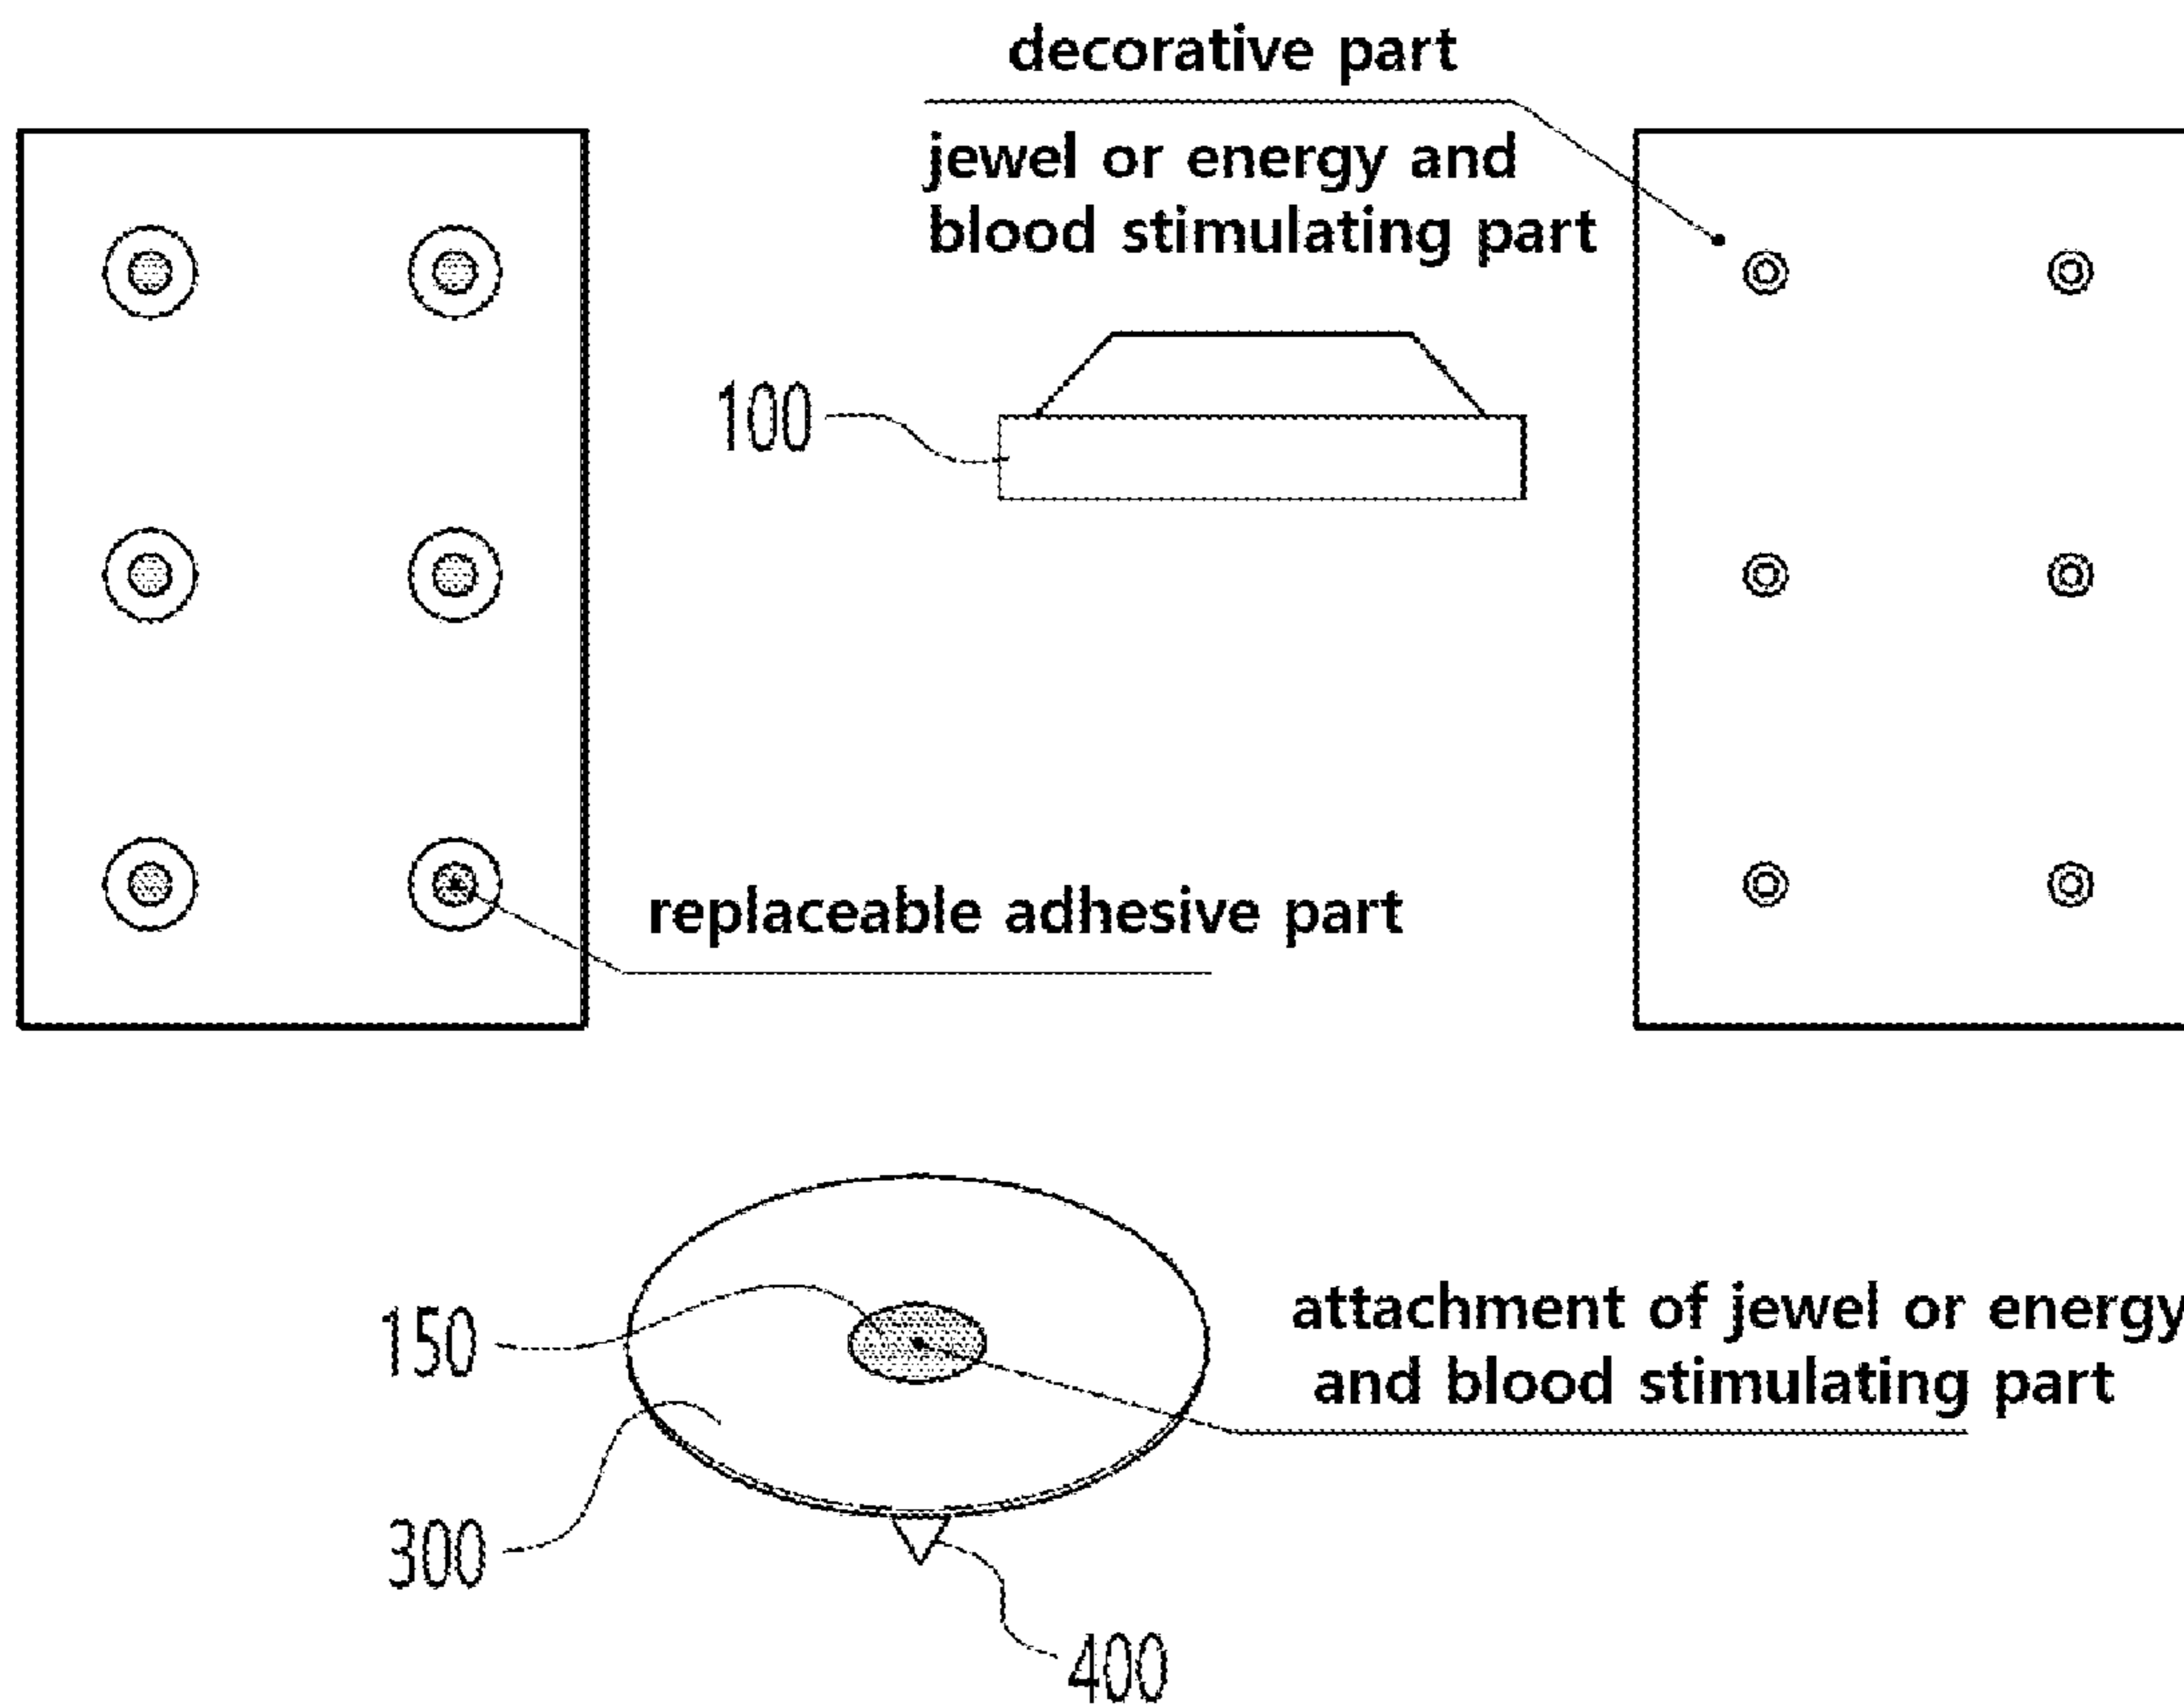 decorative part
jewel or energy and
blood stimulating part
100
replaceable adhesive part
150
attachment of jewel or energy
and blood stimulating part
300
400